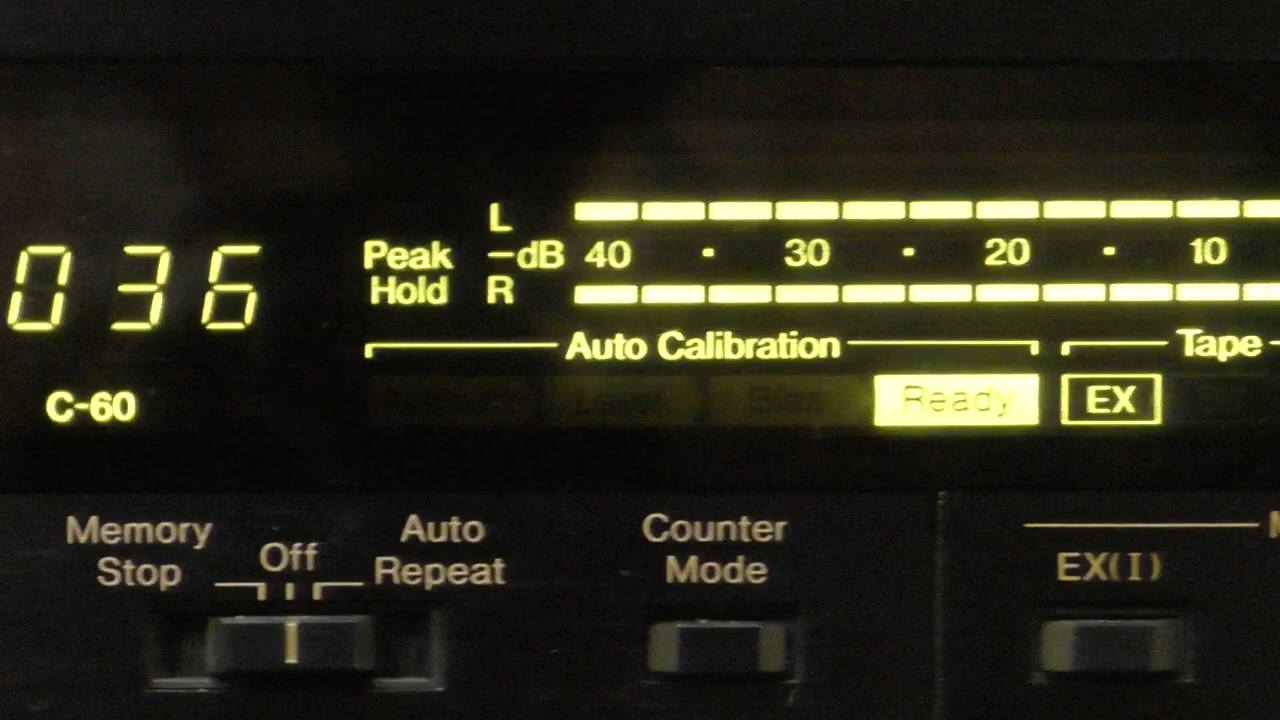 L
036 Peak -dB 40 · 30 · 20 · 10
Hold R
Auto Calibration Tape
C-60 Ready EX
Memory Stop
Off
Auto Repeat
Counter Mode
EX(I)